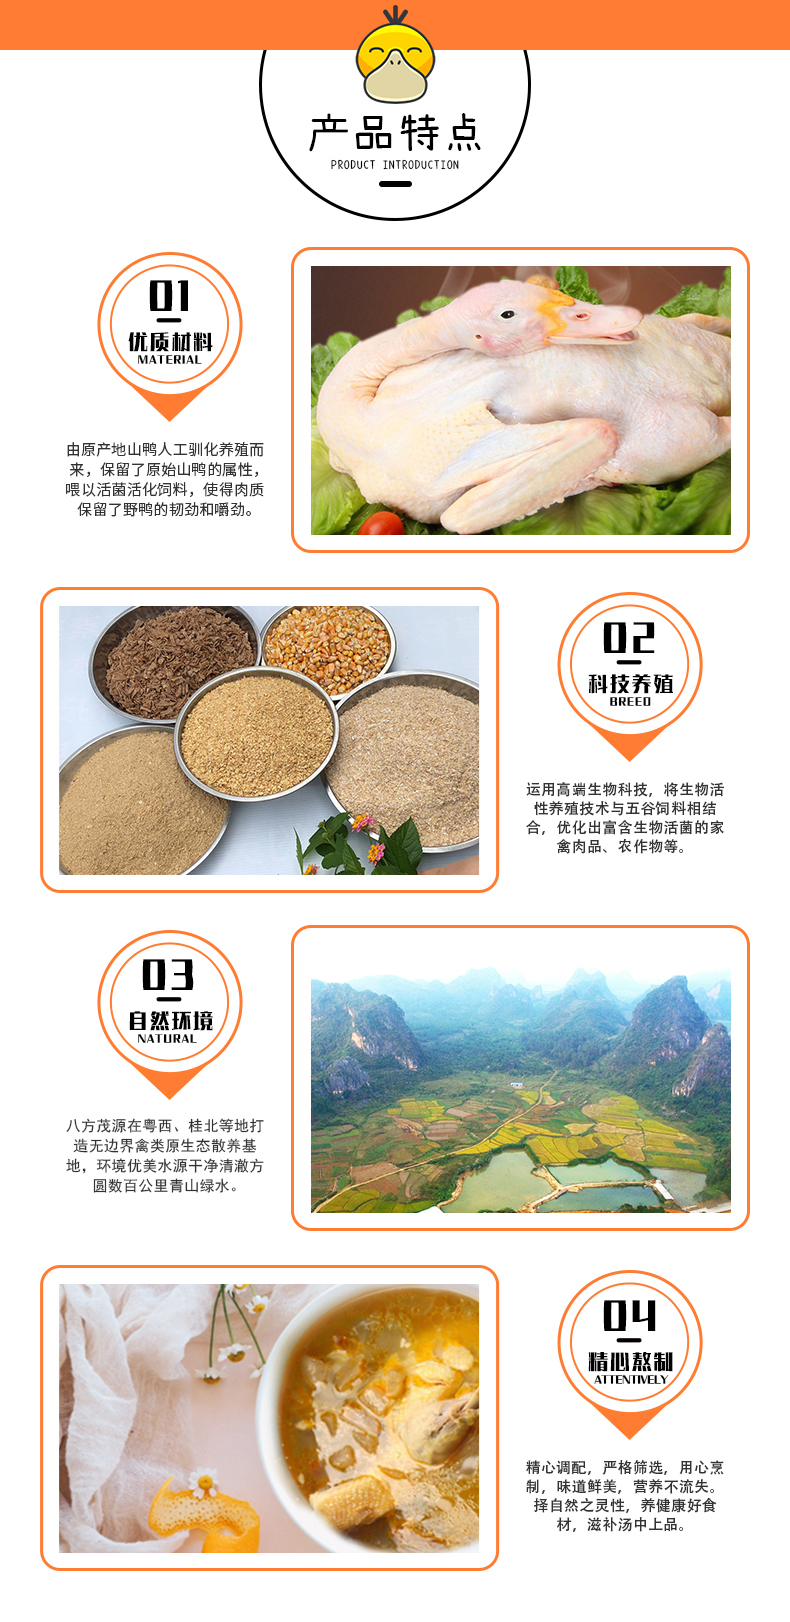 产品特点
PRODUCT INTRODUCTION
01
优质材料
MATERIAL
由原产地山鸭人工驯化养殖而
来，保留了原始山鸭的属性，
喂以活菌活化饲料，使得肉质
保留了野鸭的韧劲和嚼劲。
02
科技养殖
BREED
运用高端生物科技，将生物活
性养殖技术与五谷饲料相结
合，优化出富含生物活菌的家
禽肉品、农作物等。
03
自然环境
NATURAL
八方茂源在粤西、桂北等地打
造无边界禽类原生态散养基
地，环境优美水源干净清澈方
圆数百公里青山绿水。
04
精心熬制
ATTENTIVELY
精心调配，严格筛选，用心烹
制，味道鲜美，营养不流失。
择自然之灵性，养健康好食
材，滋补汤中上品。